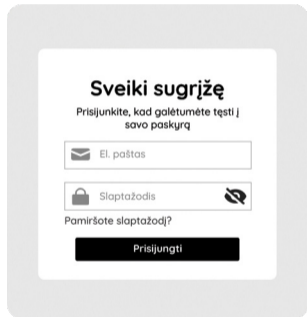 Sveiki sugrįžę
Prisijunkite, kad galėtumėte tęsti į
savo paskyrą
El. paštas
Slaptažodis
Pamiršote slaptažodį?
Prisijungti